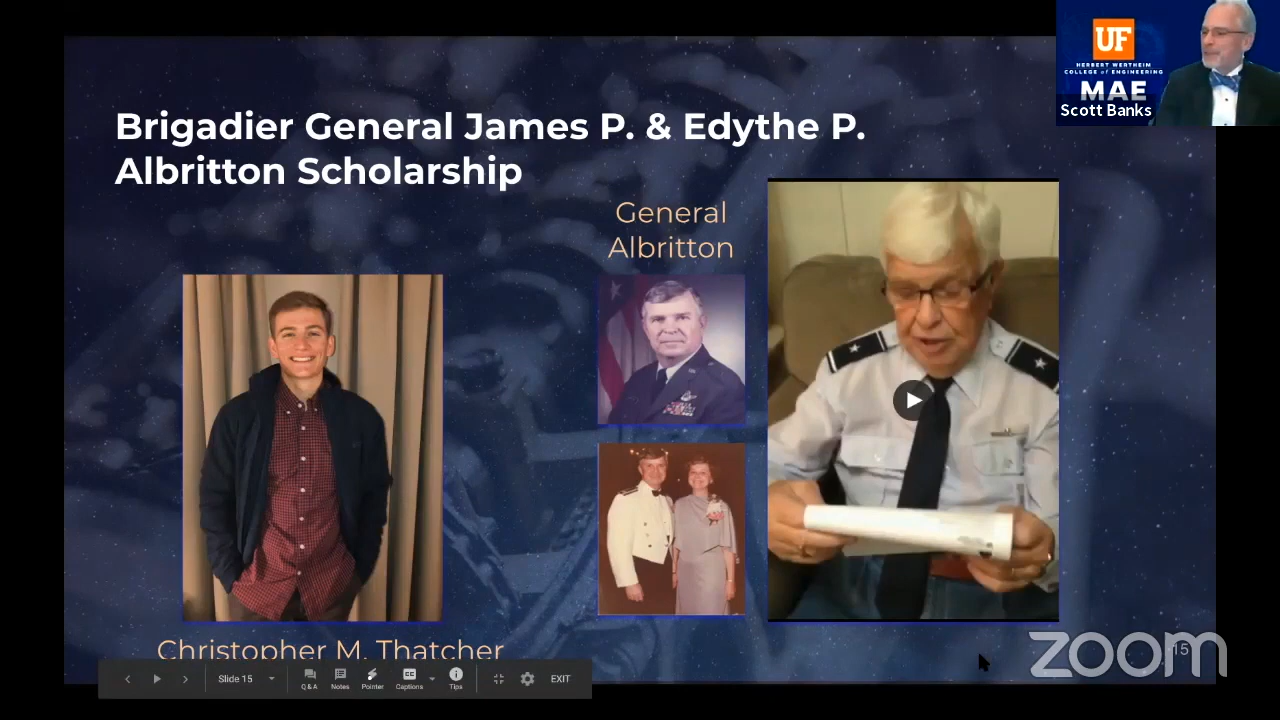 UF
HERBERT WERTHEIM
COLLEGE of ENGINEERING
MAE
Scott Banks
Brigadier General James P. & Edythe P.
Albritton Scholarship
General
Albritton
Christopher M. Thatcher
Slide 15
Q & A
Notes
Pointer
Captions
Tips
EXIT
zoom
15